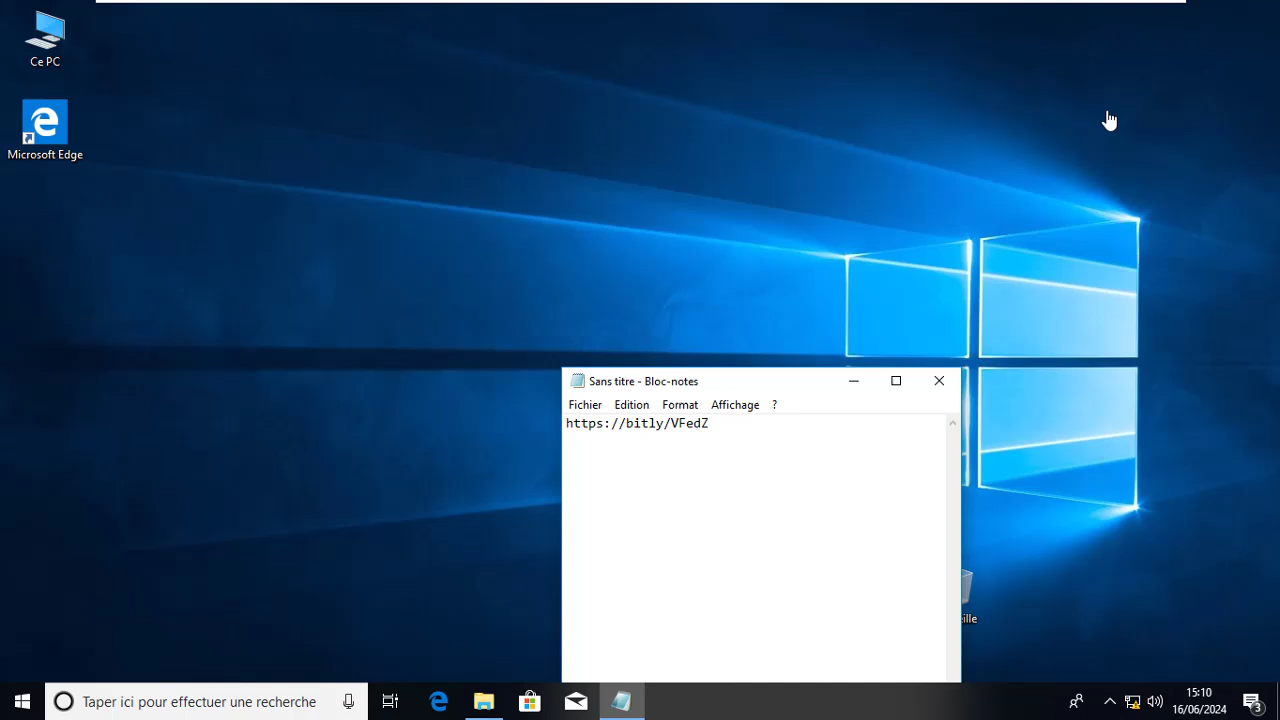 Ce PC
Microsoft Edge
Sans titre - Bloc-notes
Fichier Edition Format Affichage ?
https://bitly/VFedZ
eille
Taper ici pour effectuer une recherche
15:10
16/06/2024
3